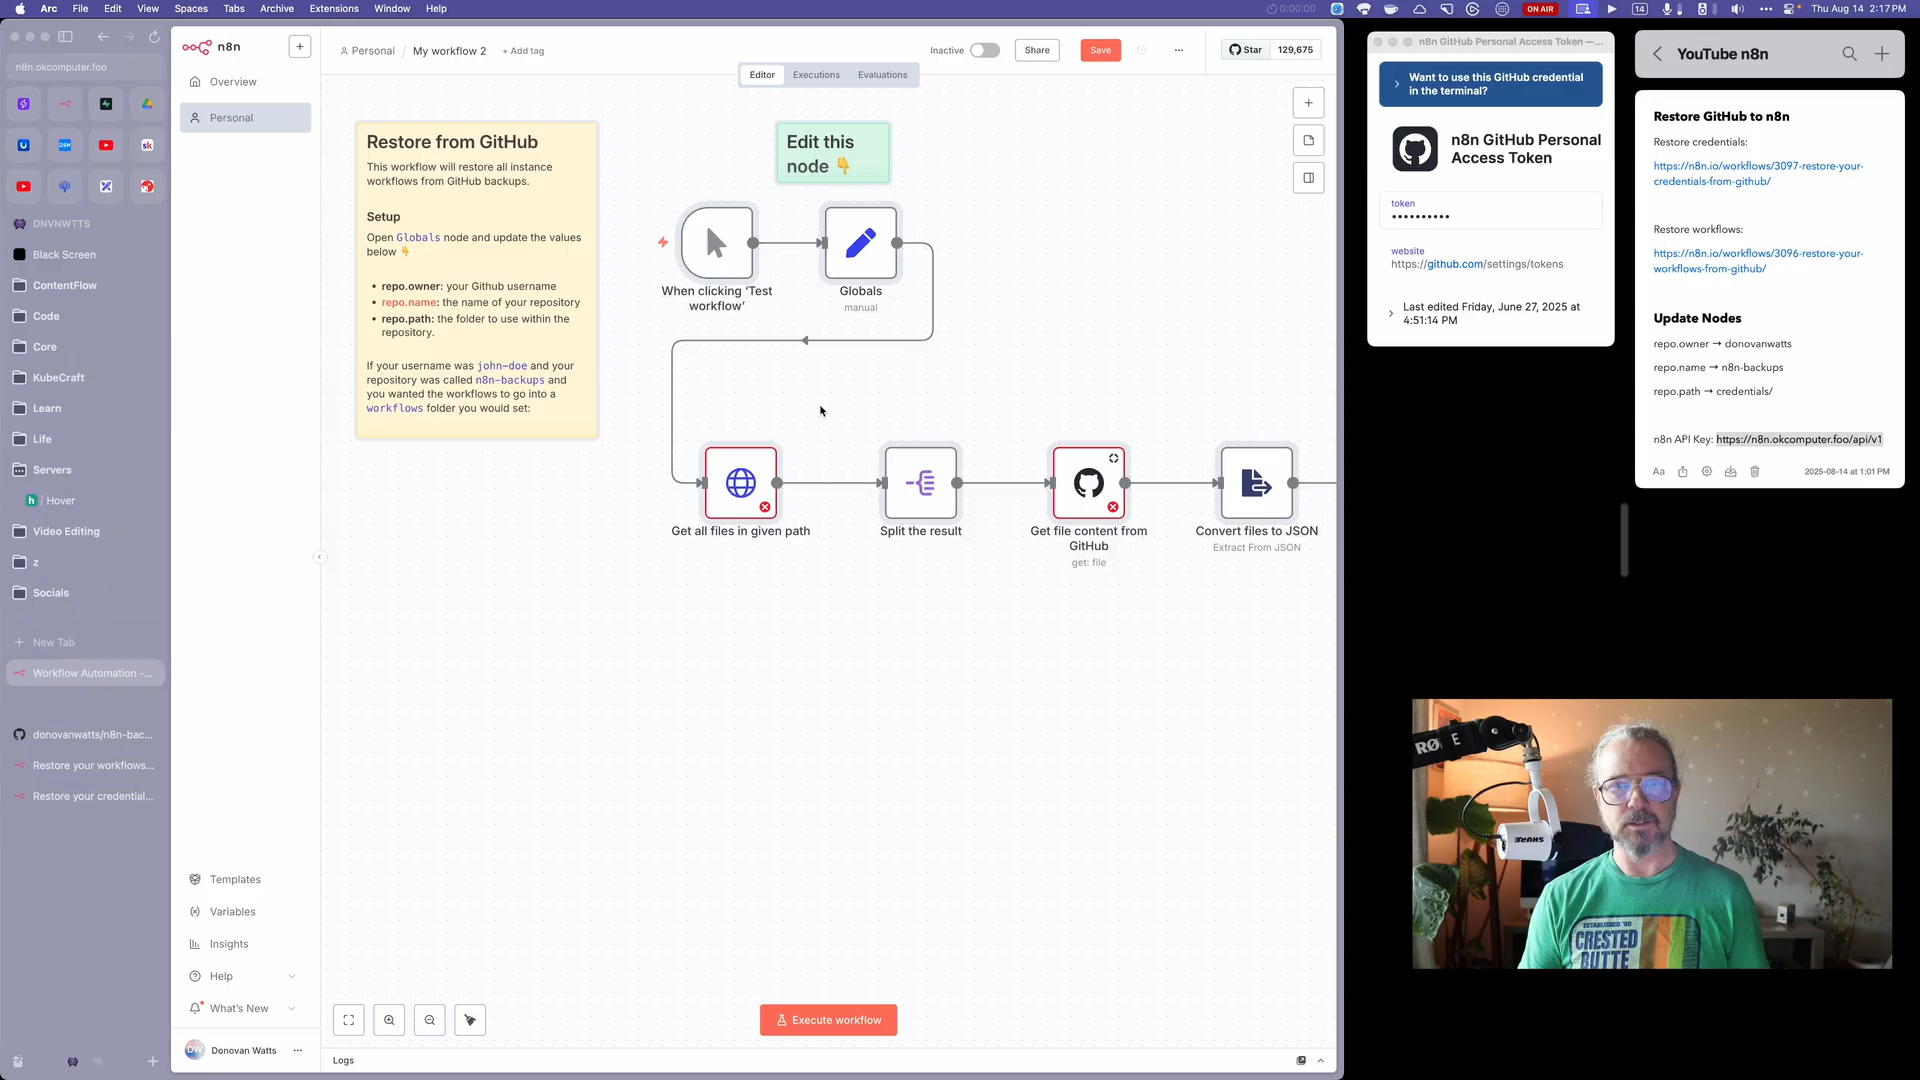 Arc File Edit View Spaces Tabs Archive Extensions Window Help
0:00:00
ON AIR
14
Thu Aug 14 2:17 PM
n8n.okcomputer.foo
DNVNWTTS
Black Screen
ContentFlow
Code
Core
KubeCraft
Learn
Life
Servers
h / Hover
Video Editing
z
Socials
New Tab
Workflow Automation -...
donovanwatts/n8n-bac...
Restore your workflows...
Restore your credential...
n8n
Overview
Personal
Templates
Variables
Insights
Help
What's New
DW Donovan Watts
Personal / My workflow 2 + Add tag
Inactive
Share
Save
Star 129,675
Editor Executions Evaluations
Restore from GitHub
This workflow will restore all instance
workflows from GitHub backups.
Setup
Open Globals node and update the values
below 👇
• repo.owner: your Github username
• repo.name: the name of your repository
• repo.path: the folder to use within the
repository.
If your username was john-doe and your
repository was called n8n-backups and
you wanted the workflows to go into a
workflows folder you would set:
Edit this
node 👇
When clicking ‘Test
workflow’
Globals
manual
Get all files in given path
Split the result
Get file content from
GitHub
get: file
Convert files to JSON
Extract From JSON
Execute workflow
Logs
n8n GitHub Personal Access Token —...
Want to use this GitHub credential
in the terminal?
n8n GitHub Personal
Access Token
token
••••••••••
website
https://github.com/settings/tokens
Last edited Friday, June 27, 2025 at
4:51:14 PM
YouTube n8n
Restore GitHub to n8n
Restore credentials:
https://n8n.io/workflows/3097-restore-your-
credentials-from-github/
Restore workflows:
https://n8n.io/workflows/3096-restore-your-
workflows-from-github/
Update Nodes
repo.owner → donovanwatts
repo.name → n8n-backups
repo.path → credentials/
n8n API Key: https://n8n.okcomputer.foo/api/v1
Aa
2025-08-14 at 1:01 PM
RØDE
SHURE
ESTABLISHED '80
CRESTED
BUTTE